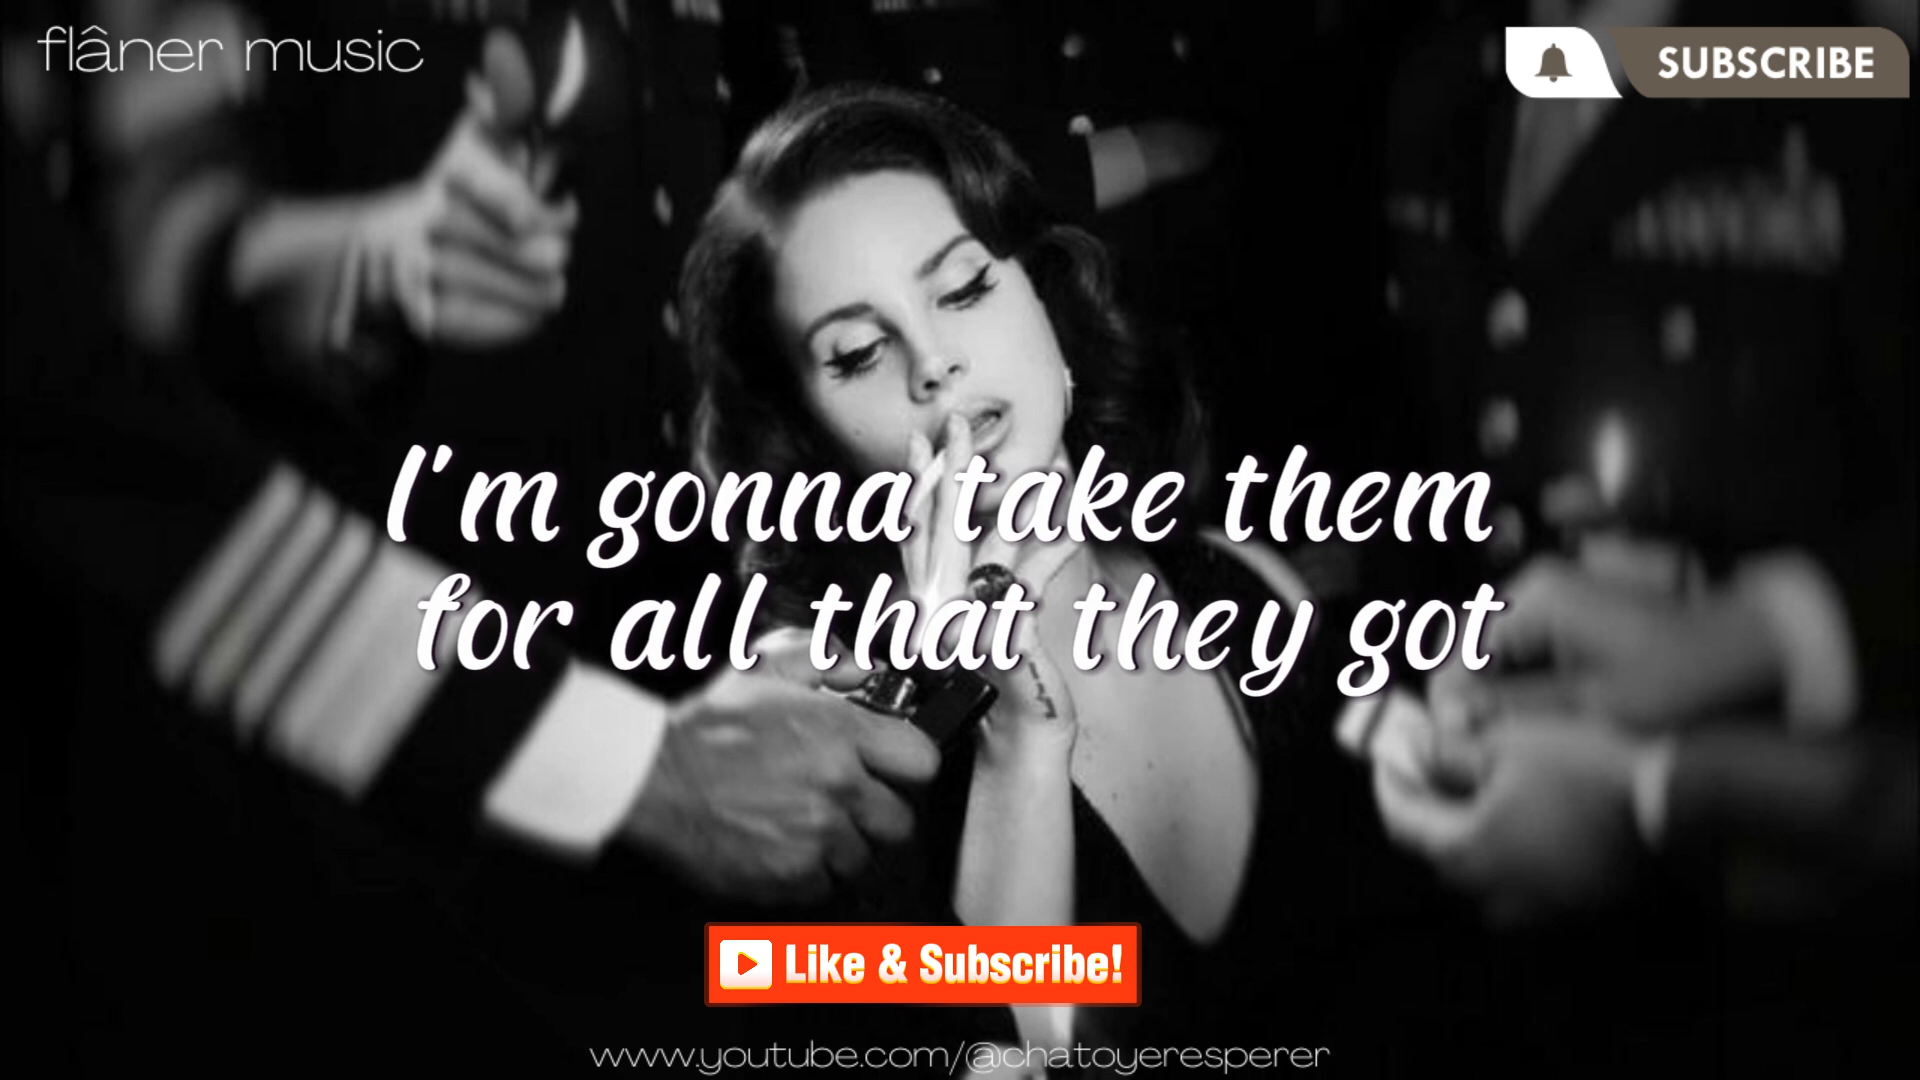 flâner music
SUBSCRIBE
I'm gonna take them
for all that they got
Like & Subscribe!
www.youtube.com/@chatoyeresperer